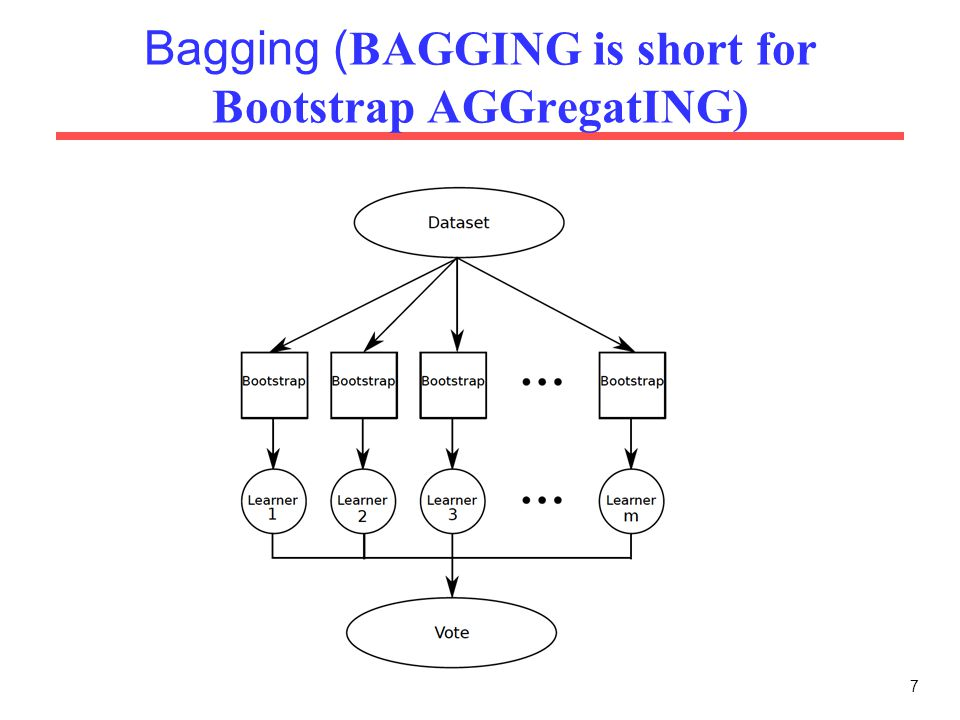 Bagging (BAGGING is short for
Bootstrap AGGregatING)
Dataset
Bootstrap Bootstrap Bootstrap ••• Bootstrap
Learner Learner Learner ••• Learner
1 2 3 m
Vote
7